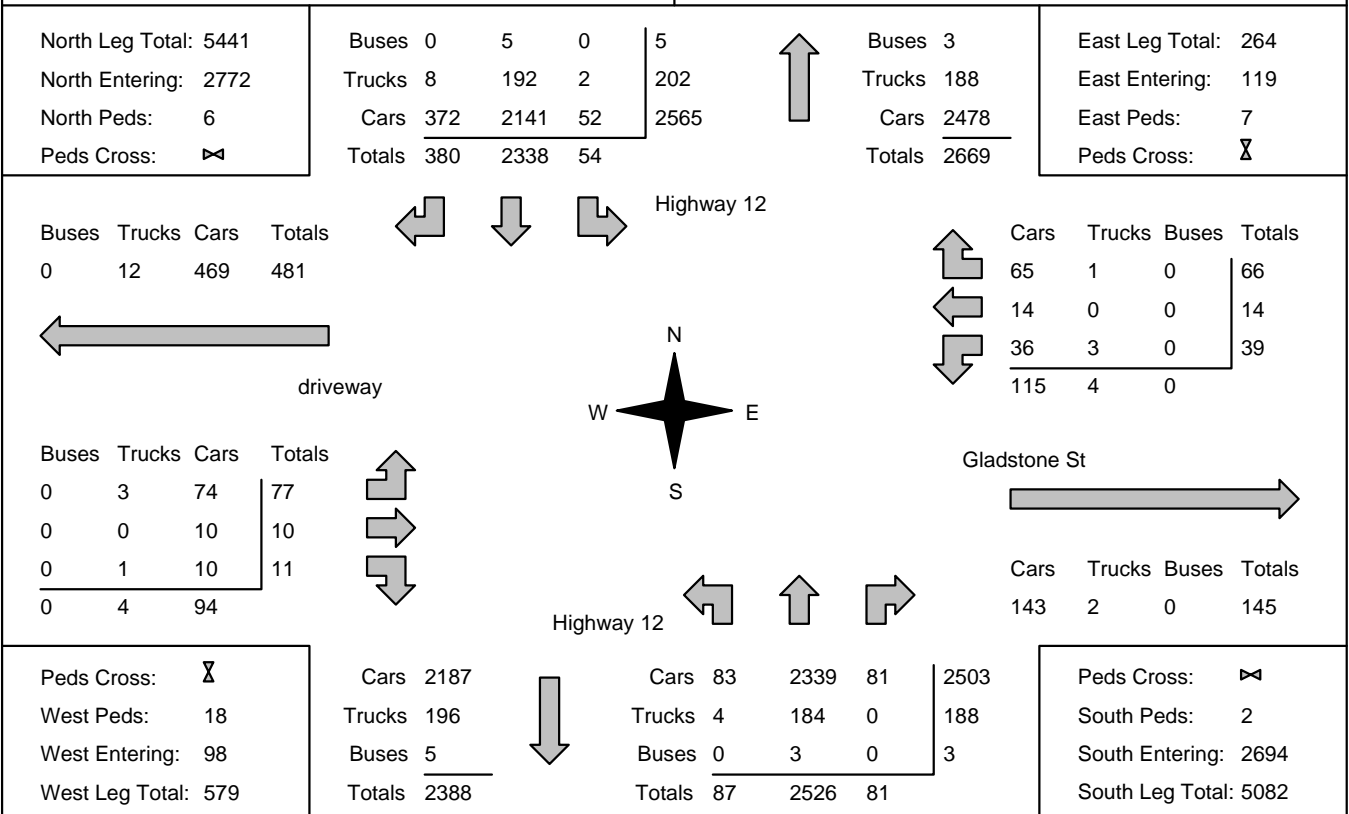 North Leg Total: 5441
North Entering: 2772
North Peds: 6
Peds Cross:
Buses 0 5 0 5
Trucks 8 192 2 202
Cars 372 2141 52 2565
Totals 380 2338 54
Buses 3
Trucks 188
Cars 2478
Totals 2669
East Leg Total: 264
East Entering: 119
East Peds: 7
Peds Cross:
Highway 12
Buses Trucks Cars Totals
0 12 469 481
Cars Trucks Buses Totals
65 1 0 66
14 0 0 14
36 3 0 39
115 4 0
driveway
N
W E
S
Buses Trucks Cars Totals
0 3 74 77
0 0 10 10
0 1 10 11
0 4 94
Gladstone St
Cars Trucks Buses Totals
143 2 0 145
Highway 12
Peds Cross:
West Peds: 18
West Entering: 98
West Leg Total: 579
Cars 2187
Trucks 196
Buses 5
Totals 2388
Cars 83 2339 81 2503
Trucks 4 184 0 188
Buses 0 3 0 3
Totals 87 2526 81
Peds Cross:
South Peds: 2
South Entering: 2694
South Leg Total: 5082